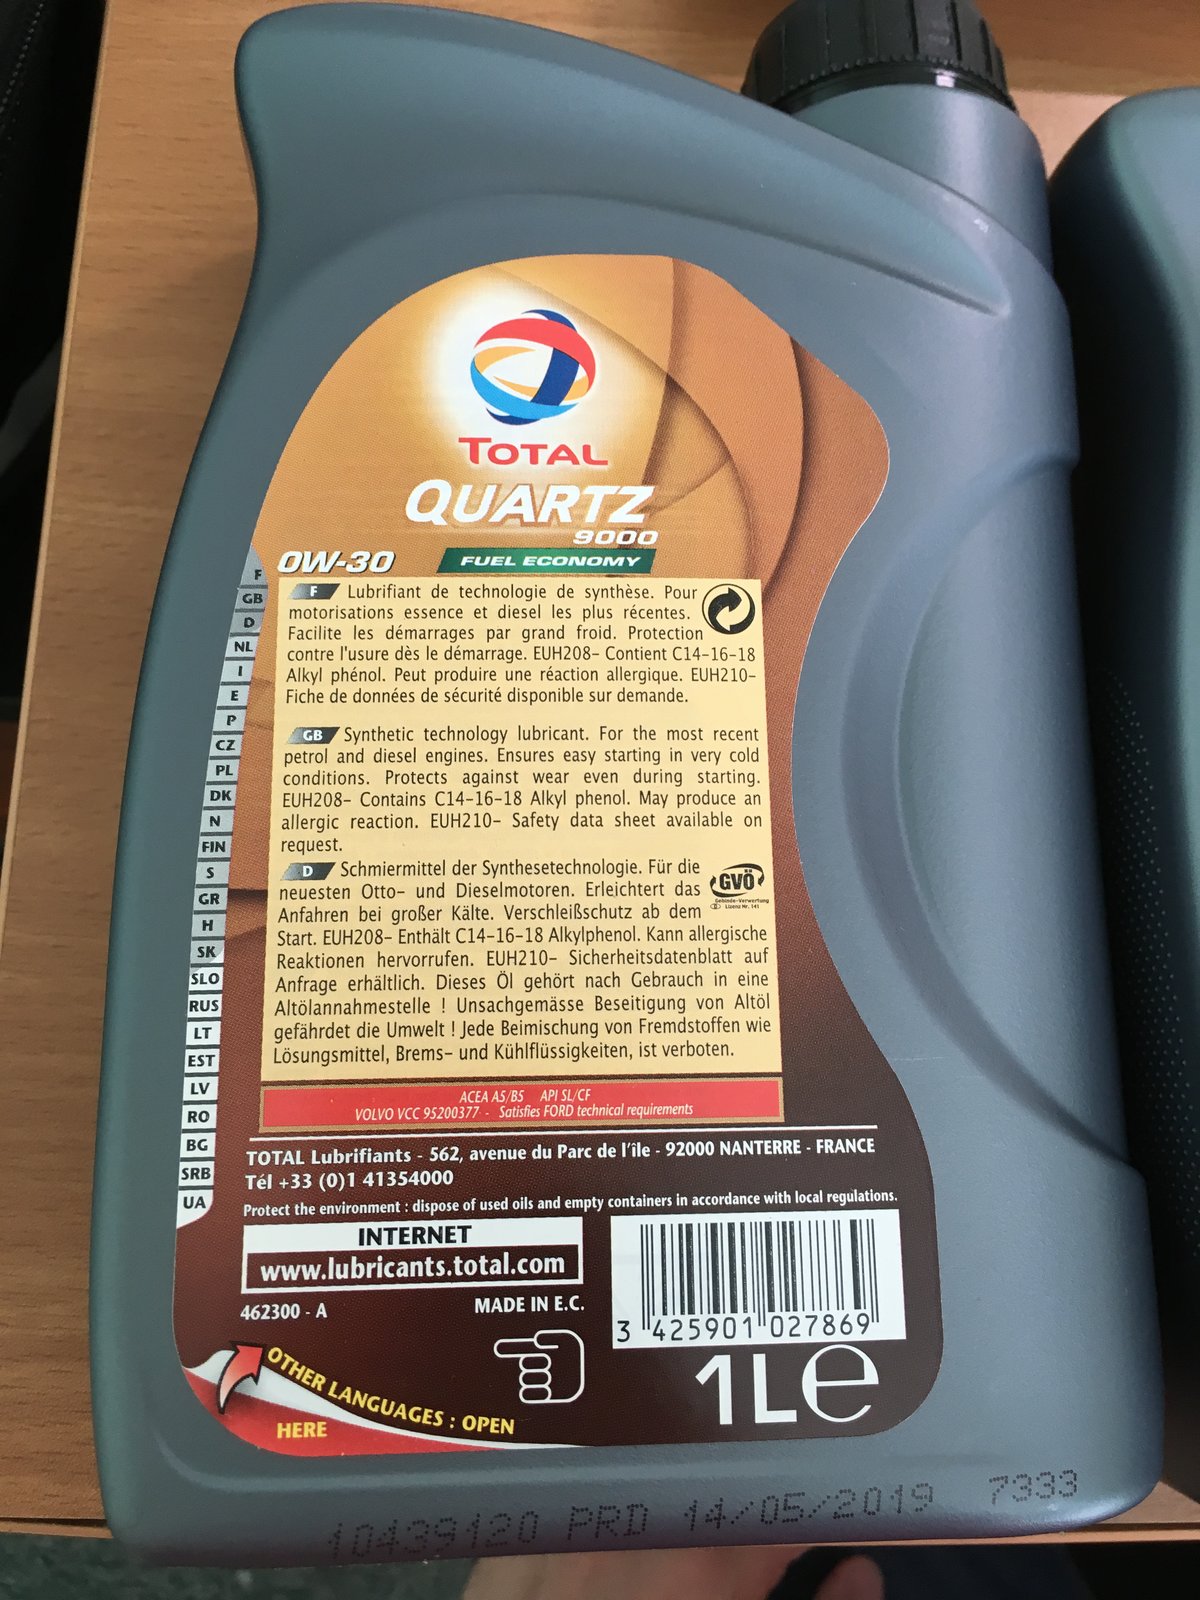 TOTAL
QUARTZ
9000
0W-30
FUEL ECONOMY
F
GB
D
NL
I
E
P
CZ
PL
DK
N
FIN
S
GR
H
SK
SLO
RUS
LT
EST
LV
RO
BG
SRB
UA
F Lubrifiant de technologie de synthèse. Pour
motorisations essence et diesel les plus récentes.
Facilite les démarrages par grand froid. Protection
contre l'usure dès le démarrage. EUH208- Contient C14-16-18
Alkyl phénol. Peut produire une réaction allergique. EUH210-
Fiche de données de sécurité disponible sur demande.
GB Synthetic technology lubricant. For the most recent
petrol and diesel engines. Ensures easy starting in very cold
conditions. Protects against wear even during starting.
EUH208- Contains C14-16-18 Alkyl phenol. May produce an
allergic reaction. EUH210- Safety data sheet available on
request.
D Schmiermittel der Synthesetechnologie. Für die
neuesten Otto- und Dieselmotoren. Erleichtert das
Anfahren bei großer Kälte. Verschleißschutz ab dem
Start. EUH208- Enthält C14-16-18 Alkylphenol. Kann allergische
Reaktionen hervorrufen. EUH210- Sicherheitsdatenblatt auf
Anfrage erhältlich. Dieses Öl gehört nach Gebrauch in eine
Altölannahmestelle ! Unsachgemässe Beseitigung von Altöl
gefährdet die Umwelt ! Jede Beimischung von Fremdstoffen wie
Lösungsmittel, Brems- und Kühlflüssigkeiten, ist verboten.
GVÖ
Gebinde-Verwertung
Lizenz Nr. 141
ACEA A5/B5 API SL/CF
VOLVO VCC 95200377 - Satisfies FORD technical requirements
TOTAL Lubrifiants - 562, avenue du Parc de l'île - 92000 NANTERRE - FRANCE
Tél +33 (0)1 41354000
Protect the environment : dispose of used oils and empty containers in accordance with local regulations.
INTERNET
www.lubricants.total.com
462300 - A
MADE IN E.C.
3 425901 027869
1L e
OTHER LANGUAGES : OPEN
HERE
10439120 PRD 14/05/2019 7333